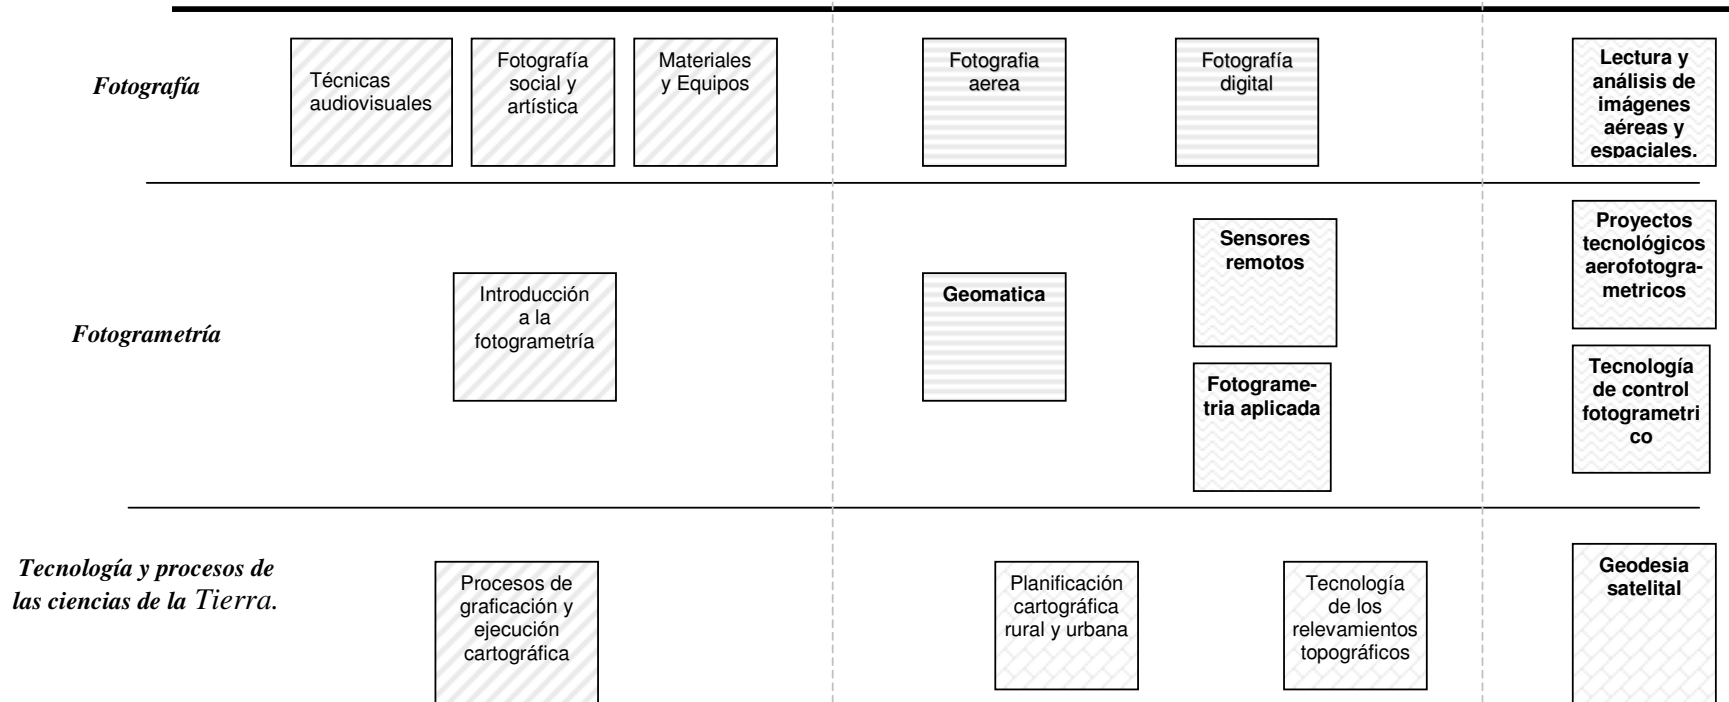 Fotografía
Técnicas
audiovisuales
Fotografía
social y
artística
Materiales
y Equipos
Fotografia
aerea
Fotografía
digital
Lectura y
análisis de
imágenes
aéreas y
espaciales.
Fotogrametría
Introducción
a la
fotogrametría
Geomatica
Sensores
remotos
Fotograme-
tria aplicada
Proyectos
tecnológicos
aerofotogra-
metricos
Tecnología
de control
fotogrametri
co
Tecnología y procesos de
las ciencias de la Tierra.
Procesos de
graficación y
ejecución
cartográfica
Planificación
cartográfica
rural y urbana
Tecnología
de los
relevamientos
topográficos
Geodesia
satelital